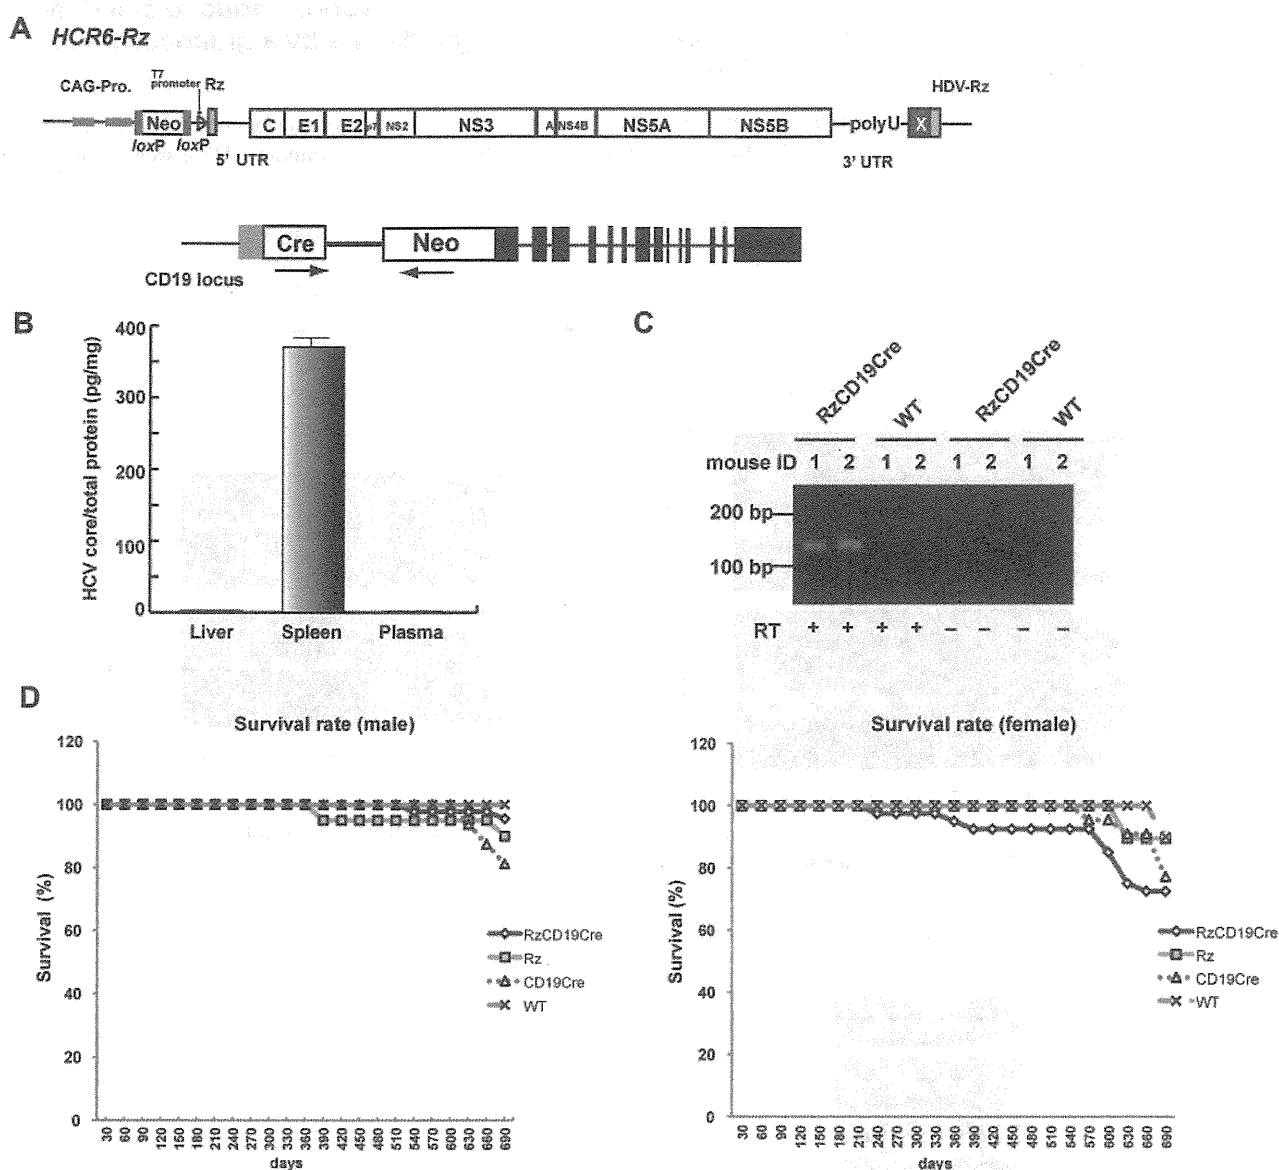 A HCR6-Rz
CAG-Pro.
T7
promoter Rz
HDV-Rz
Neo C E1 E2 p7 NS2 NS3 A NS4B NS5A NS5B polyU X
loxP loxP
5' UTR
3' UTR
Cre Neo
CD19 locus
B
HCV core/total protein (pg/mg)
400
300
200
100
0
Liver Spleen Plasma
C
RzCD19Cre WT RzCD19Cre WT
mouse ID 1 2 1 2 1 2 1 2
200 bp
100 bp
RT + + + + − − − −
D
Survival rate (male)
Survival (%)
120
100
80
60
40
20
0
30 60 90 120 150 180 210 240 270 300 330 360 390 420 450 480 510 540 570 600 630 660 690
days
RzCD19Cre
Rz
CD19Cre
WT
Survival rate (female)
Survival (%)
120
100
80
60
40
20
0
30 60 90 120 150 180 210 240 270 300 330 360 390 420 450 480 510 540 570 600 630 660 690
days
RzCD19Cre
Rz
CD19Cre
WT